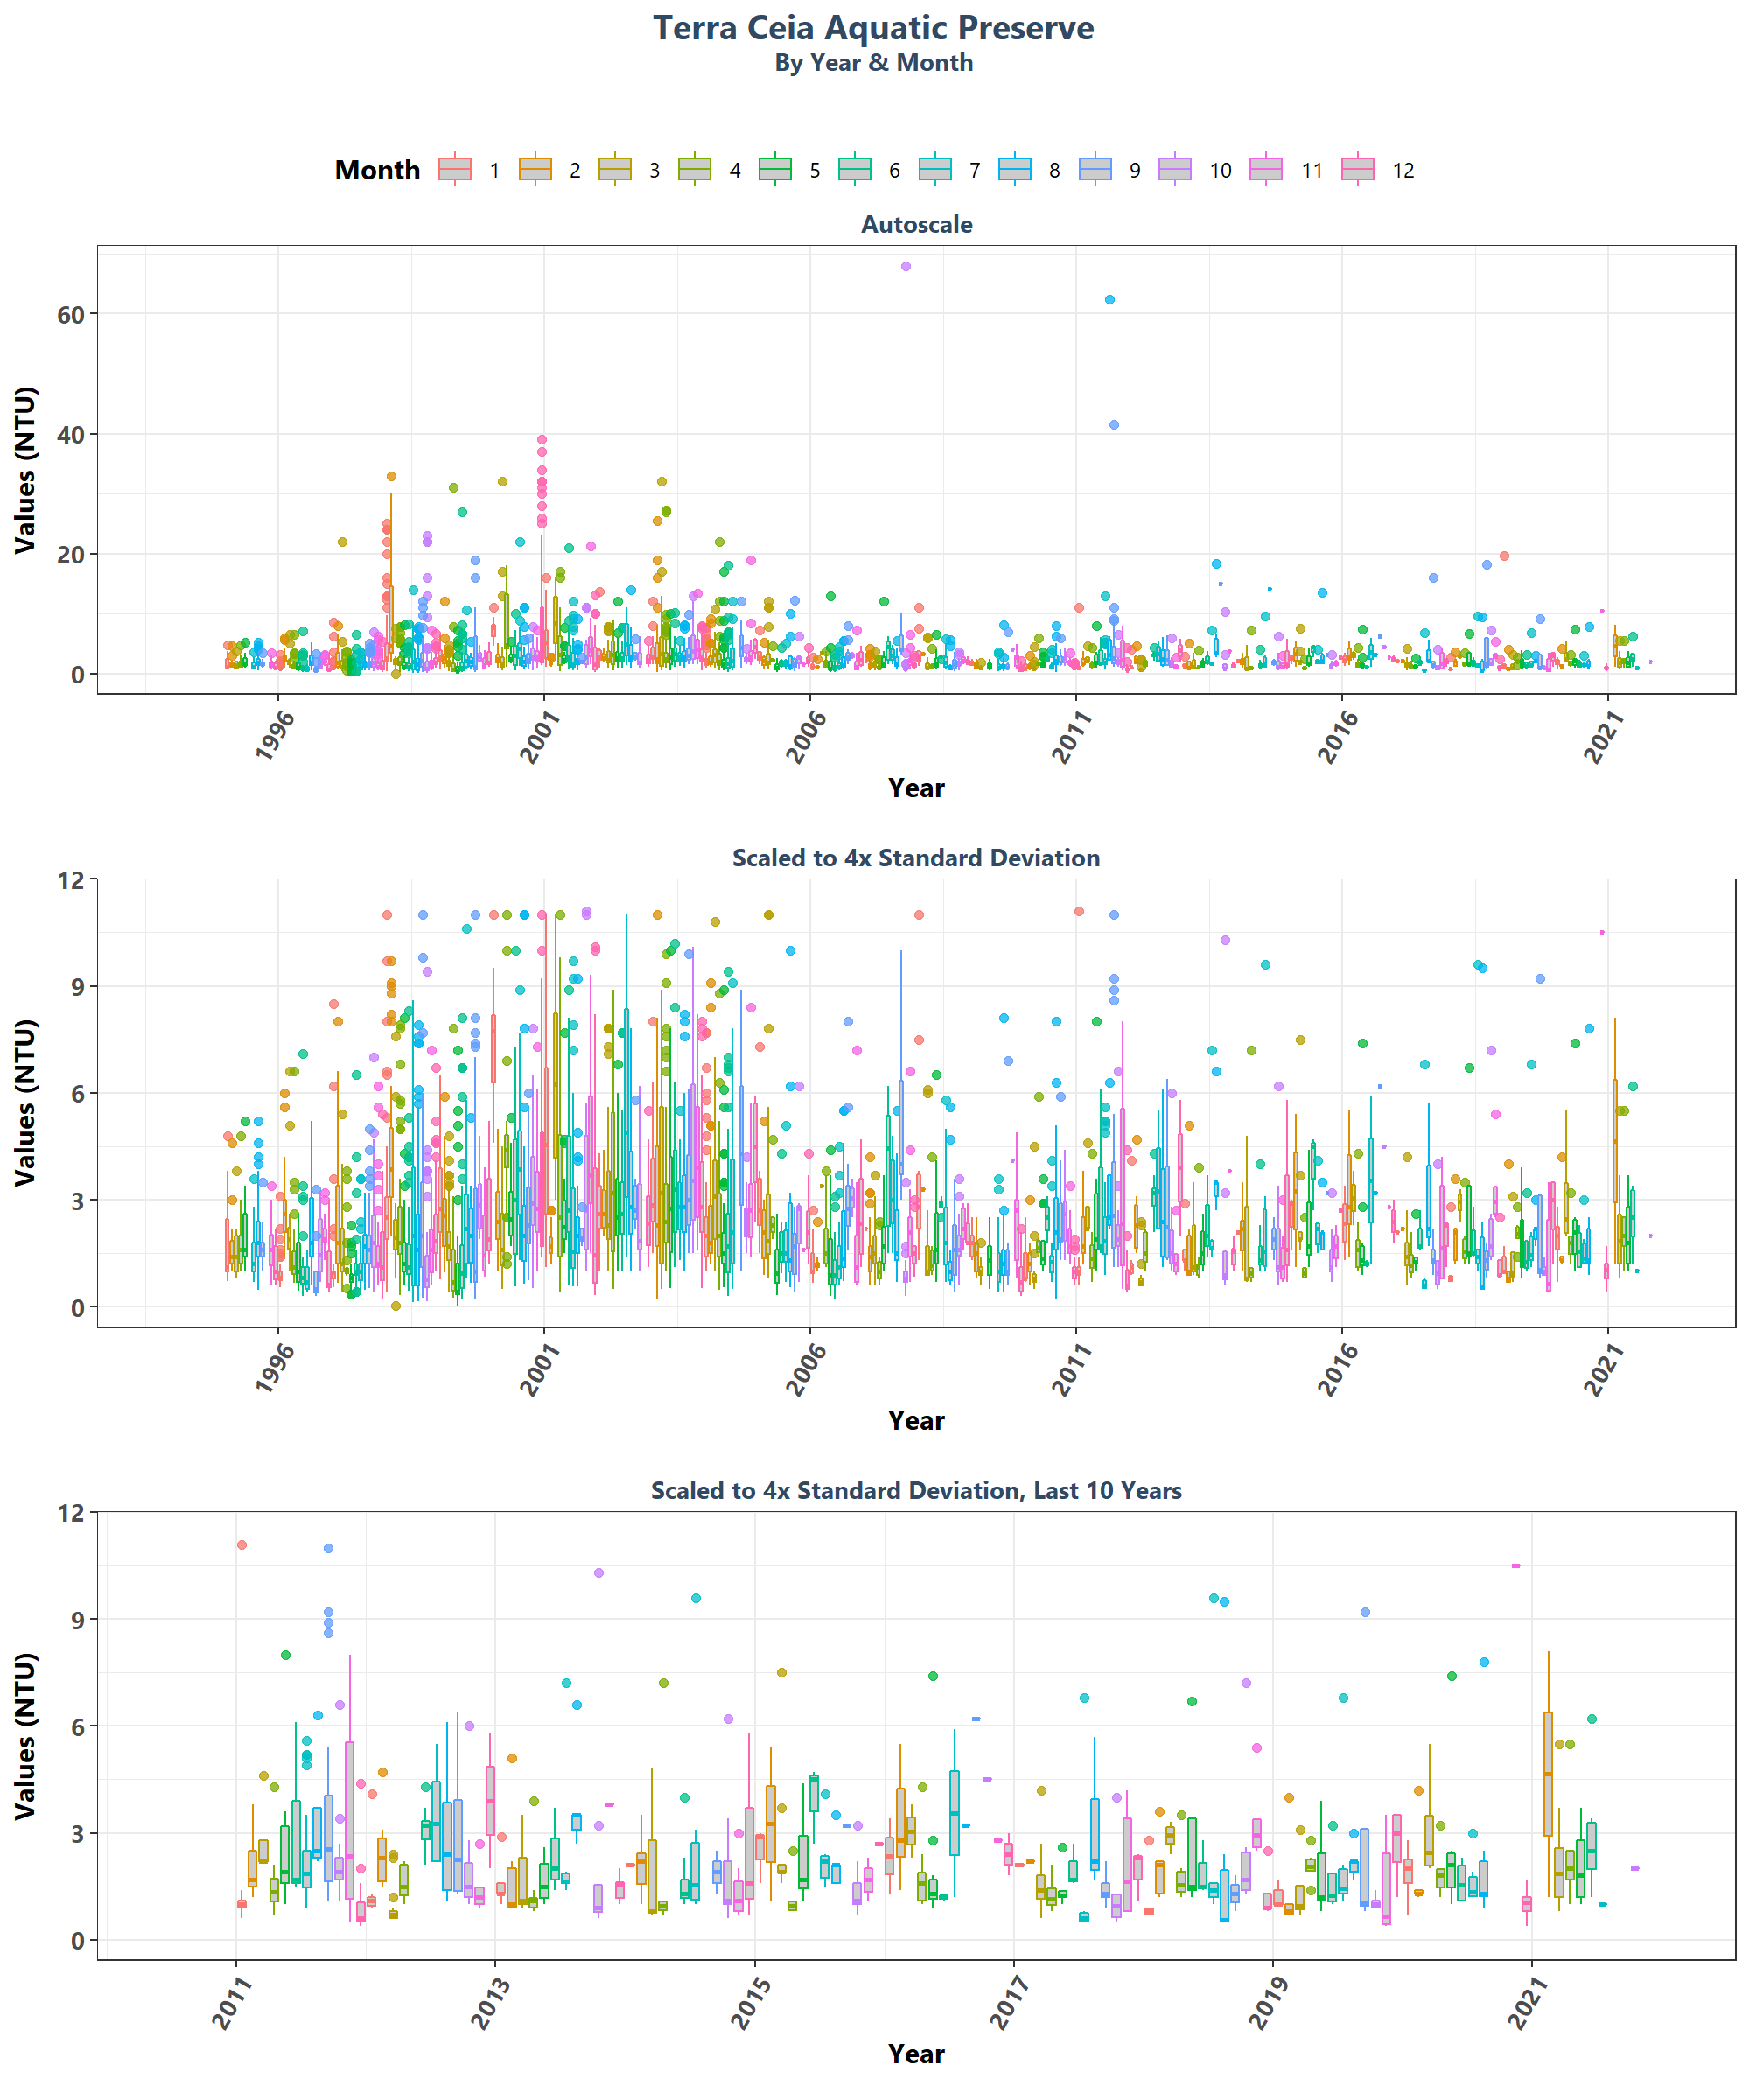 Terra Ceia Aquatic Preserve
By Year & Month
Month 1 2 3 4 5 6 7 8 9 10 11 12
Autoscale
Values (NTU)
60
40
20
0
1996 2001 2006 2011 2016 2021
Year
Scaled to 4x Standard Deviation
Values (NTU)
12
9
6
3
0
1996 2001 2006 2011 2016 2021
Year
Scaled to 4x Standard Deviation, Last 10 Years
Values (NTU)
12
9
6
3
0
2011 2013 2015 2017 2019 2021
Year